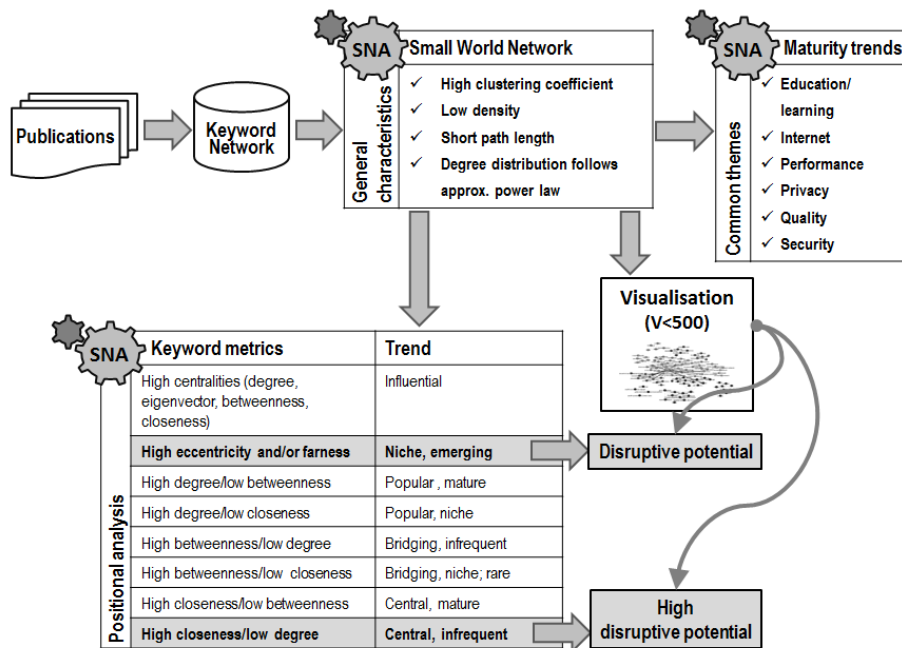 Publications
Keyword
Network
SNA
Small World Network
General
characteristics
✓ High clustering coefficient
✓ Low density
✓ Short path length
✓ Degree distribution follows
approx. power law
SNA
Maturity trends
Common themes
✓ Education/
learning
✓ Internet
✓ Performance
✓ Privacy
✓ Quality
✓ Security
Visualisation
(V<500)
SNA
Positional analysis
Keyword metrics Trend
High centralities (degree, Influential
eigenvector, betweenness,
closeness)
High eccentricity and/or farness Niche, emerging
High degree/low betweenness Popular , mature
High degree/low closeness Popular, niche
High betweenness/low degree Bridging, infrequent
High betweenness/low closeness Bridging, niche; rare
High closeness/low betweenness Central, mature
High closeness/low degree Central, infrequent
Disruptive potential
High
disruptive potential